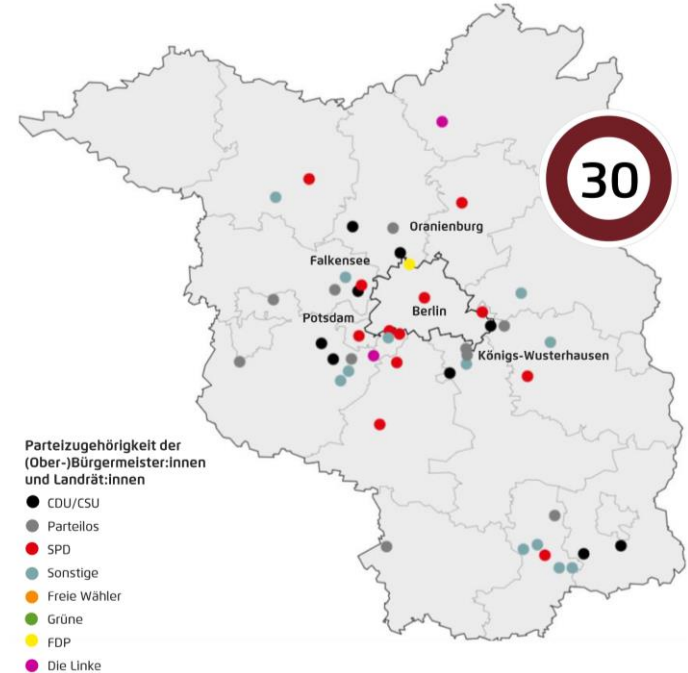 30
Oranienburg
Falkensee
Berlin
Potsdam
Königs-Wusterhausen
Parteizugehörigkeit der
(Ober-)Bürgermeister:innen
und Landrät:innen
CDU/CSU
Parteilos
SPD
Sonstige
Freie Wähler
Grüne
FDP
Die Linke